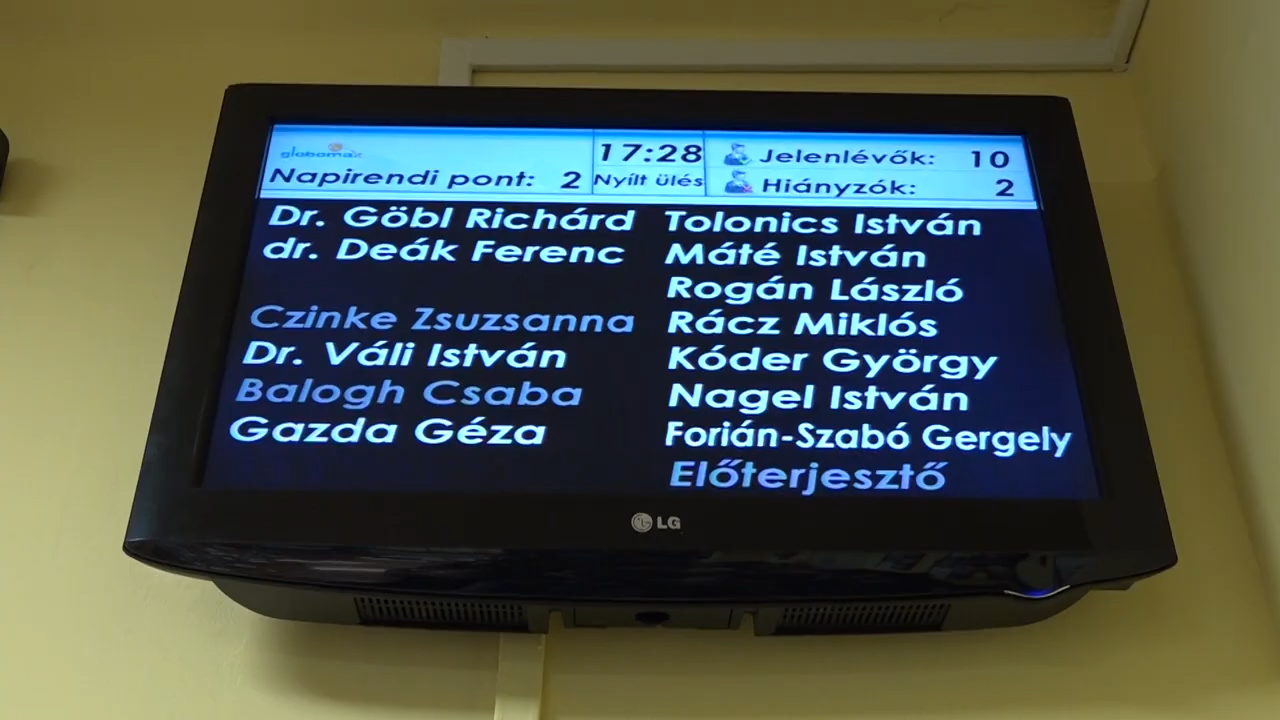 globomax
17:28
Jelenlévők: 10
Napirendi pont: 2
Nyílt ülés
Hiányzók: 2
Dr. Göbl Richárd
dr. Deák Ferenc
Czinke Zsuzsanna
Dr. Váli István
Balogh Csaba
Gazda Géza
Tolonics István
Máté István
Rogán László
Rácz Miklós
Kóder György
Nagel István
Forián-Szabó Gergely
Előterjesztő
LG